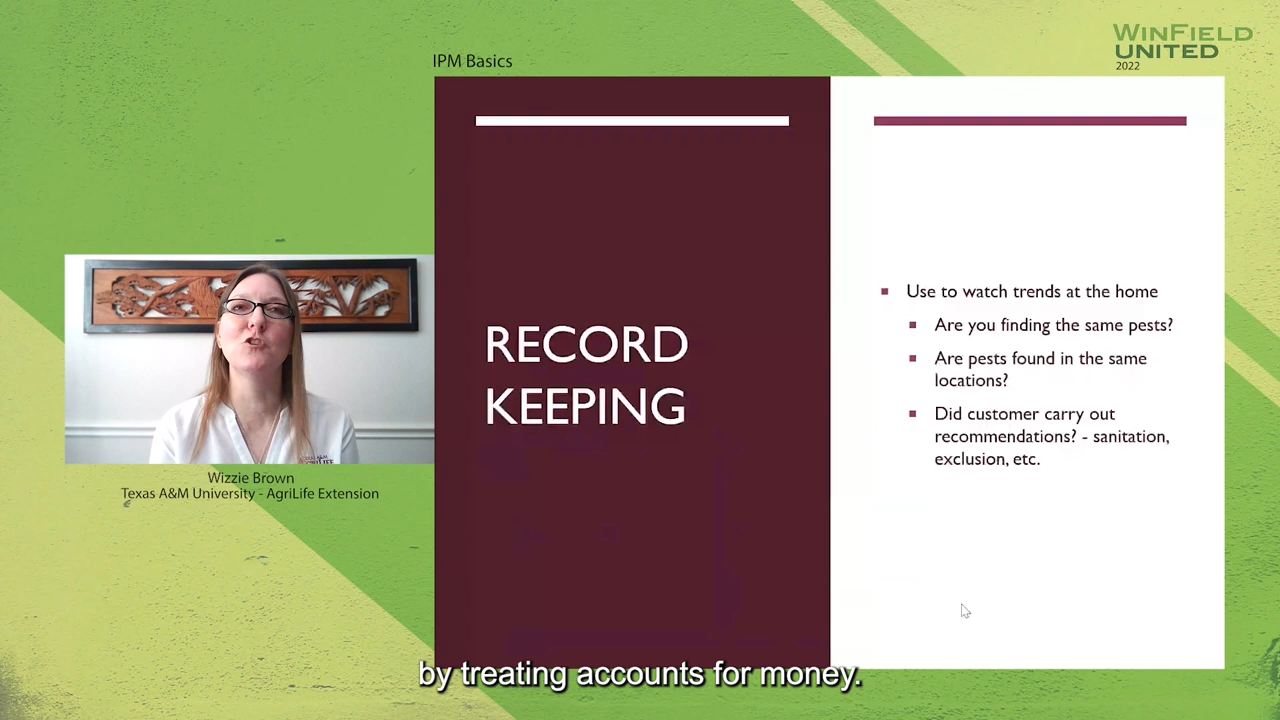 WINFIELD
UNITED
2022
IPM Basics
RECORD
KEEPING
Use to watch trends at the home
Are you finding the same pests?
Are pests found in the same
locations?
Did customer carry out
recommendations? - sanitation,
exclusion, etc.
Wizzie Brown
Texas A&M University - AgriLife Extension
by treating accounts for money.